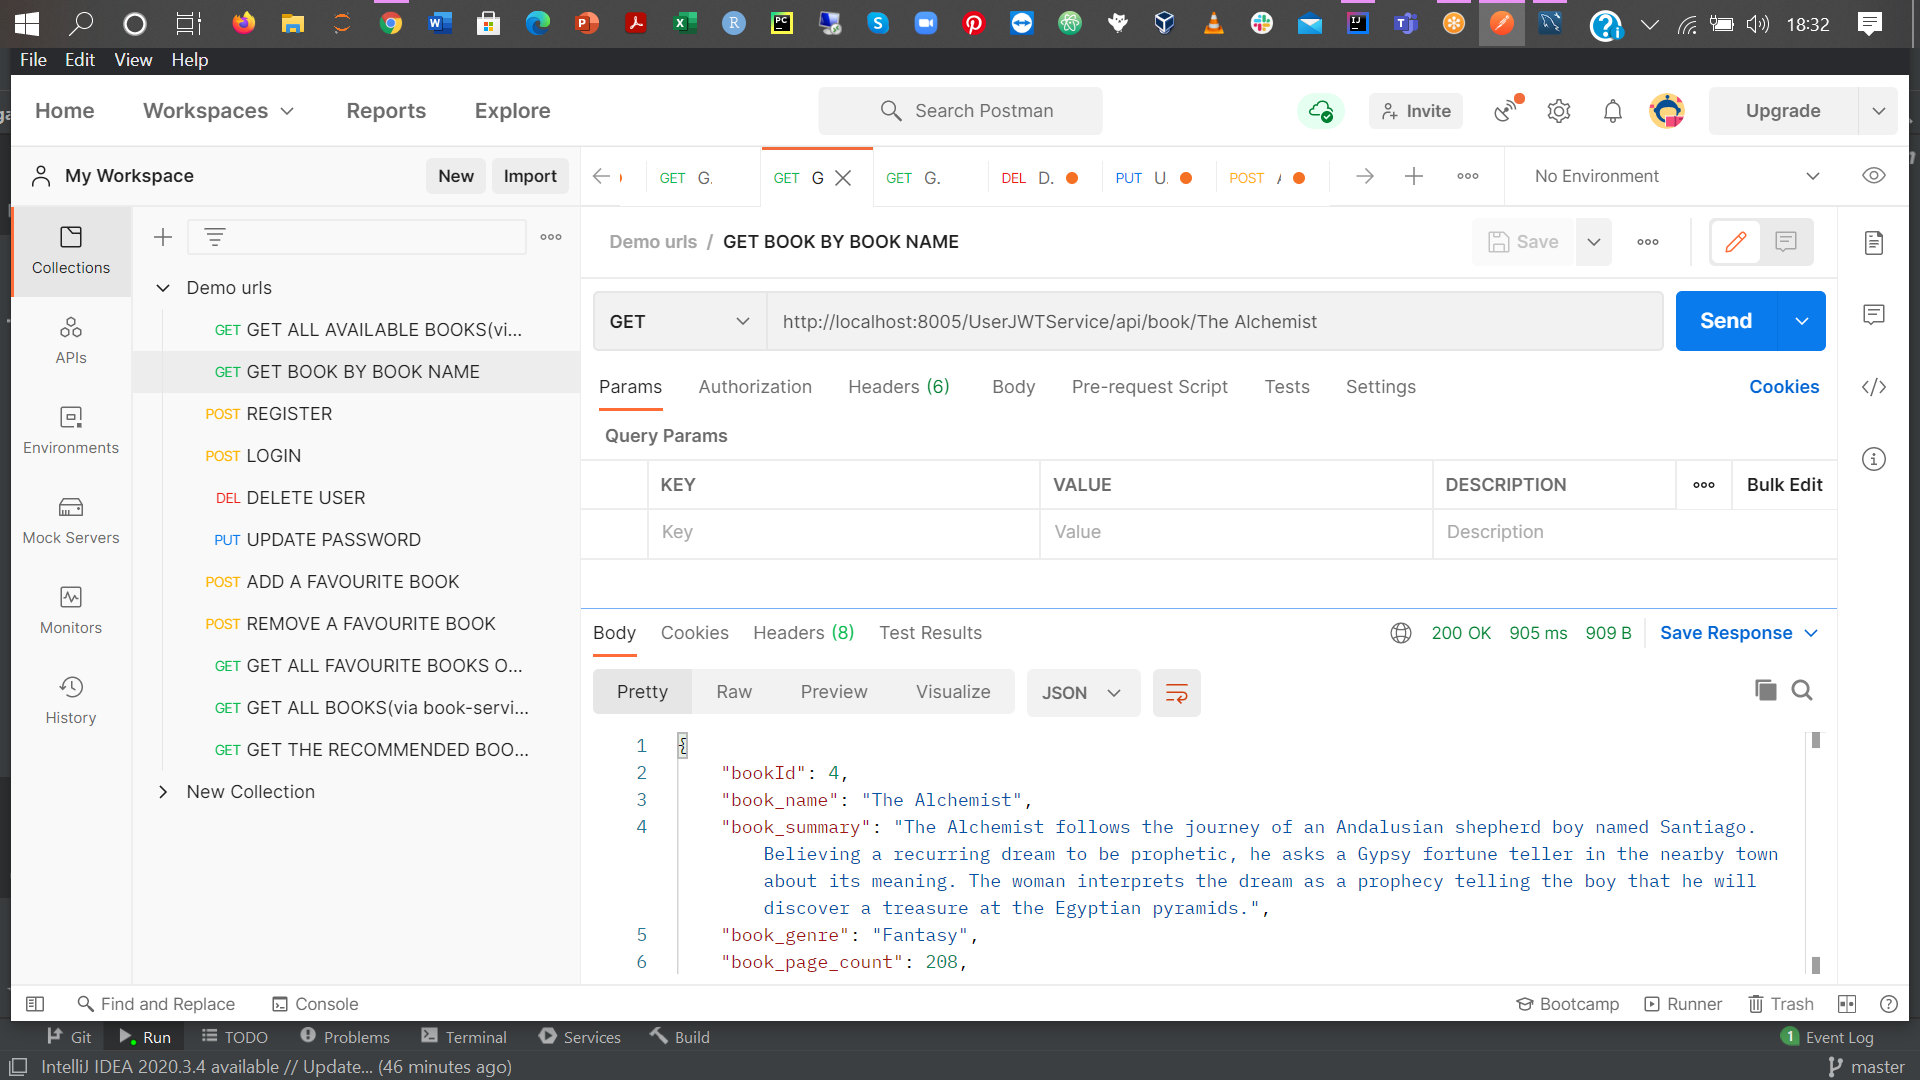 18:32
File Edit View Help
Home Workspaces Reports Explore Search Postman Invite Upgrade
My Workspace New Import GET G. GET G GET G. DEL D. PUT U. POST No Environment
Demo urls / GET BOOK BY BOOK NAME Save
Collections
APIs
Environments
Mock Servers
Monitors
History
Demo urls
GET GET ALL AVAILABLE BOOKS(vi...
GET GET BOOK BY BOOK NAME
POST REGISTER
POST LOGIN
DEL DELETE USER
PUT UPDATE PASSWORD
POST ADD A FAVOURITE BOOK
POST REMOVE A FAVOURITE BOOK
GET GET ALL FAVOURITE BOOKS O...
GET GET ALL BOOKS(via book-servi...
GET GET THE RECOMMENDED BOO...
New Collection
GET http://localhost:8005/UserJWTService/api/book/The Alchemist Send
Params Authorization Headers (6) Body Pre-request Script Tests Settings Cookies
Query Params
KEY VALUE DESCRIPTION Bulk Edit
Key Value Description
Body Cookies Headers (8) Test Results 200 OK 905 ms 909 B Save Response
Pretty Raw Preview Visualize JSON
1 {
2 "bookId": 4,
3 "book_name": "The Alchemist",
4 "book_summary": "The Alchemist follows the journey of an Andalusian shepherd boy named Santiago.
Believing a recurring dream to be prophetic, he asks a Gypsy fortune teller in the nearby town
about its meaning. The woman interprets the dream as a prophecy telling the boy that he will
discover a treasure at the Egyptian pyramids.",
5 "book_genre": "Fantasy",
6 "book_page_count": 208,
Find and Replace Console Bootcamp Runner Trash
Git Run TODO Problems Terminal Services Build 1 Event Log
IntelliJ IDEA 2020.3.4 available // Update... (46 minutes ago) master